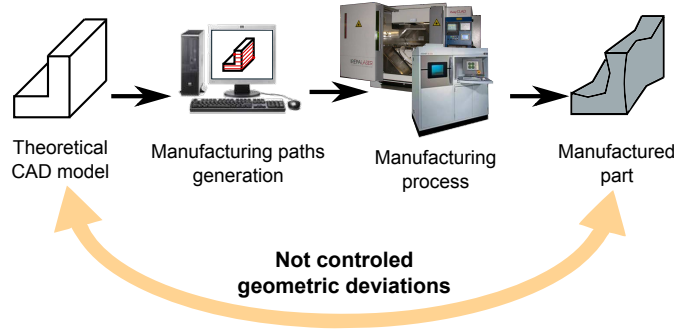 Theoretical
CAD model
Manufacturing paths
generation
Manufacturing
process
Manufactured
part
Not controled
geometric deviations